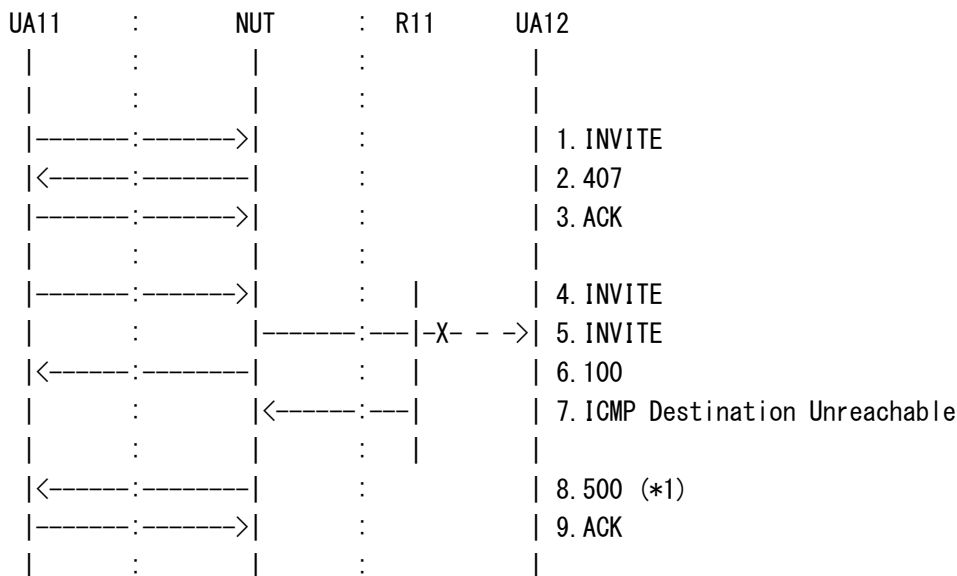 UA11 : NUT : R11 UA12
| : | : |
| : | : |
|-------:------->| : | 1. INVITE
|<------:--------| : | 2. 407
|-------:------->| : | 3. ACK
| : | : |
|-------:------->| : | | 4. INVITE
| : |-------:---|-X- - ->| 5. INVITE
|<------:--------| : | | 6. 100
| : |<------:---| | 7. ICMP Destination Unreachable
| : | : | |
|<------:--------| : | 8. 500 (*1)
|-------:------->| : | 9. ACK
| : | : |